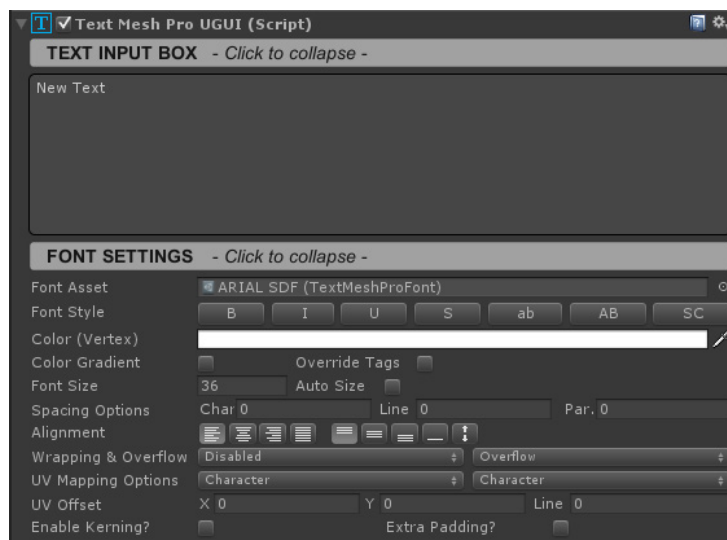 Text Mesh Pro UGUI (Script)
TEXT INPUT BOX - Click to collapse -
New Text
FONT SETTINGS - Click to collapse -
Font Asset ARIAL SDF (TextMeshProFont)
Font Style B I U S ab AB SC
Color (Vertex)
Color Gradient Override Tags
Font Size 36 Auto Size
Spacing Options Char 0 Line 0 Par. 0
Alignment
Wrapping & Overflow Disabled Overflow
UV Mapping Options Character Character
UV Offset X 0 Y 0 Line 0
Enable Kerning? Extra Padding?